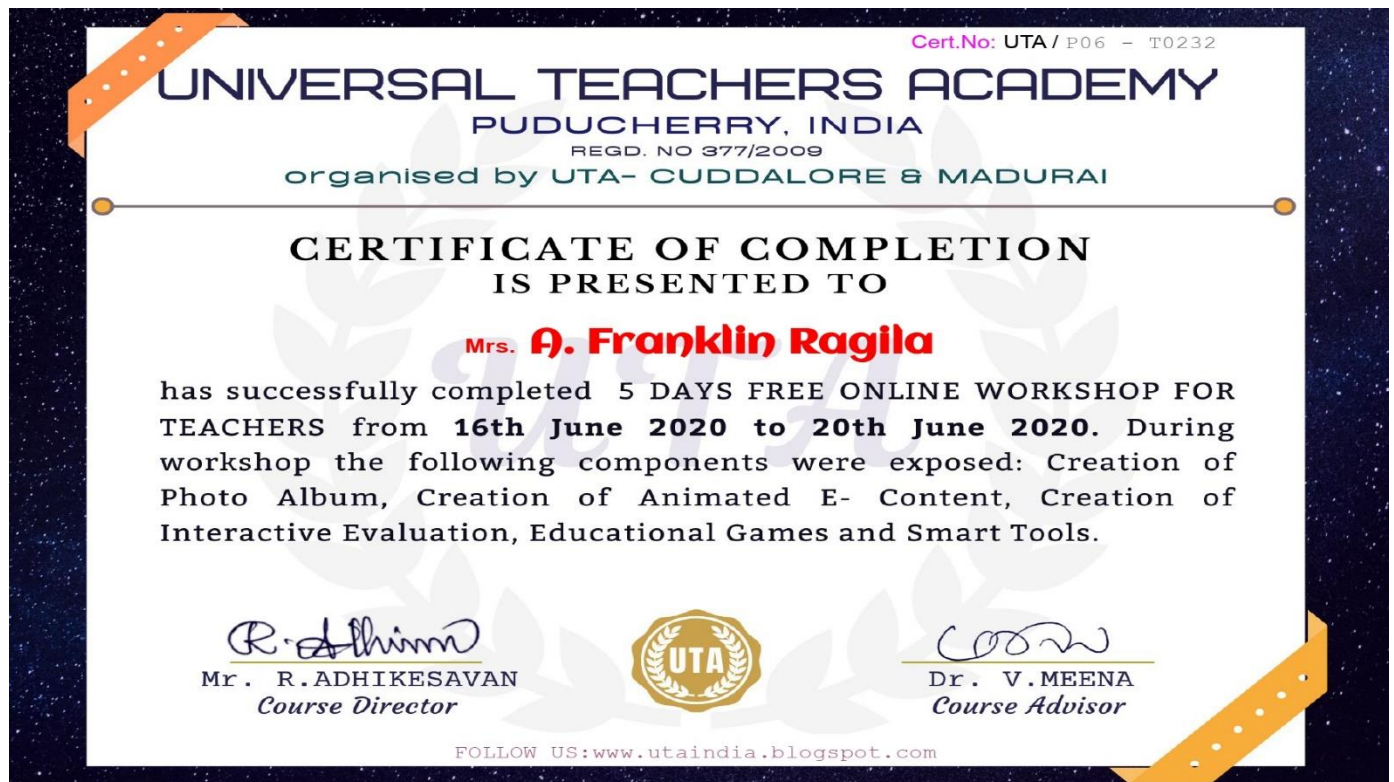 Cert.No: UTA / P06 - T0232
UNIVERSAL TEACHERS ACADEMY
PUDUCHERRY, INDIA
REGD. NO 377/2009
organised by UTA- CUDDALORE & MADURAI
CERTIFICATE OF COMPLETION
IS PRESENTED TO
Mrs. A. Franklin Ragila
has successfully completed 5 DAYS FREE ONLINE WORKSHOP FOR
TEACHERS from 16th June 2020 to 20th June 2020. During
workshop the following components were exposed: Creation of
Photo Album, Creation of Animated E- Content, Creation of
Interactive Evaluation, Educational Games and Smart Tools.
UTA
R. Adhim
UTA
Mr. R.ADHIKESAVAN
Dr. V.MEENA
Course Director
Course Advisor
FOLLOW US:www.utaindia.blogspot.com